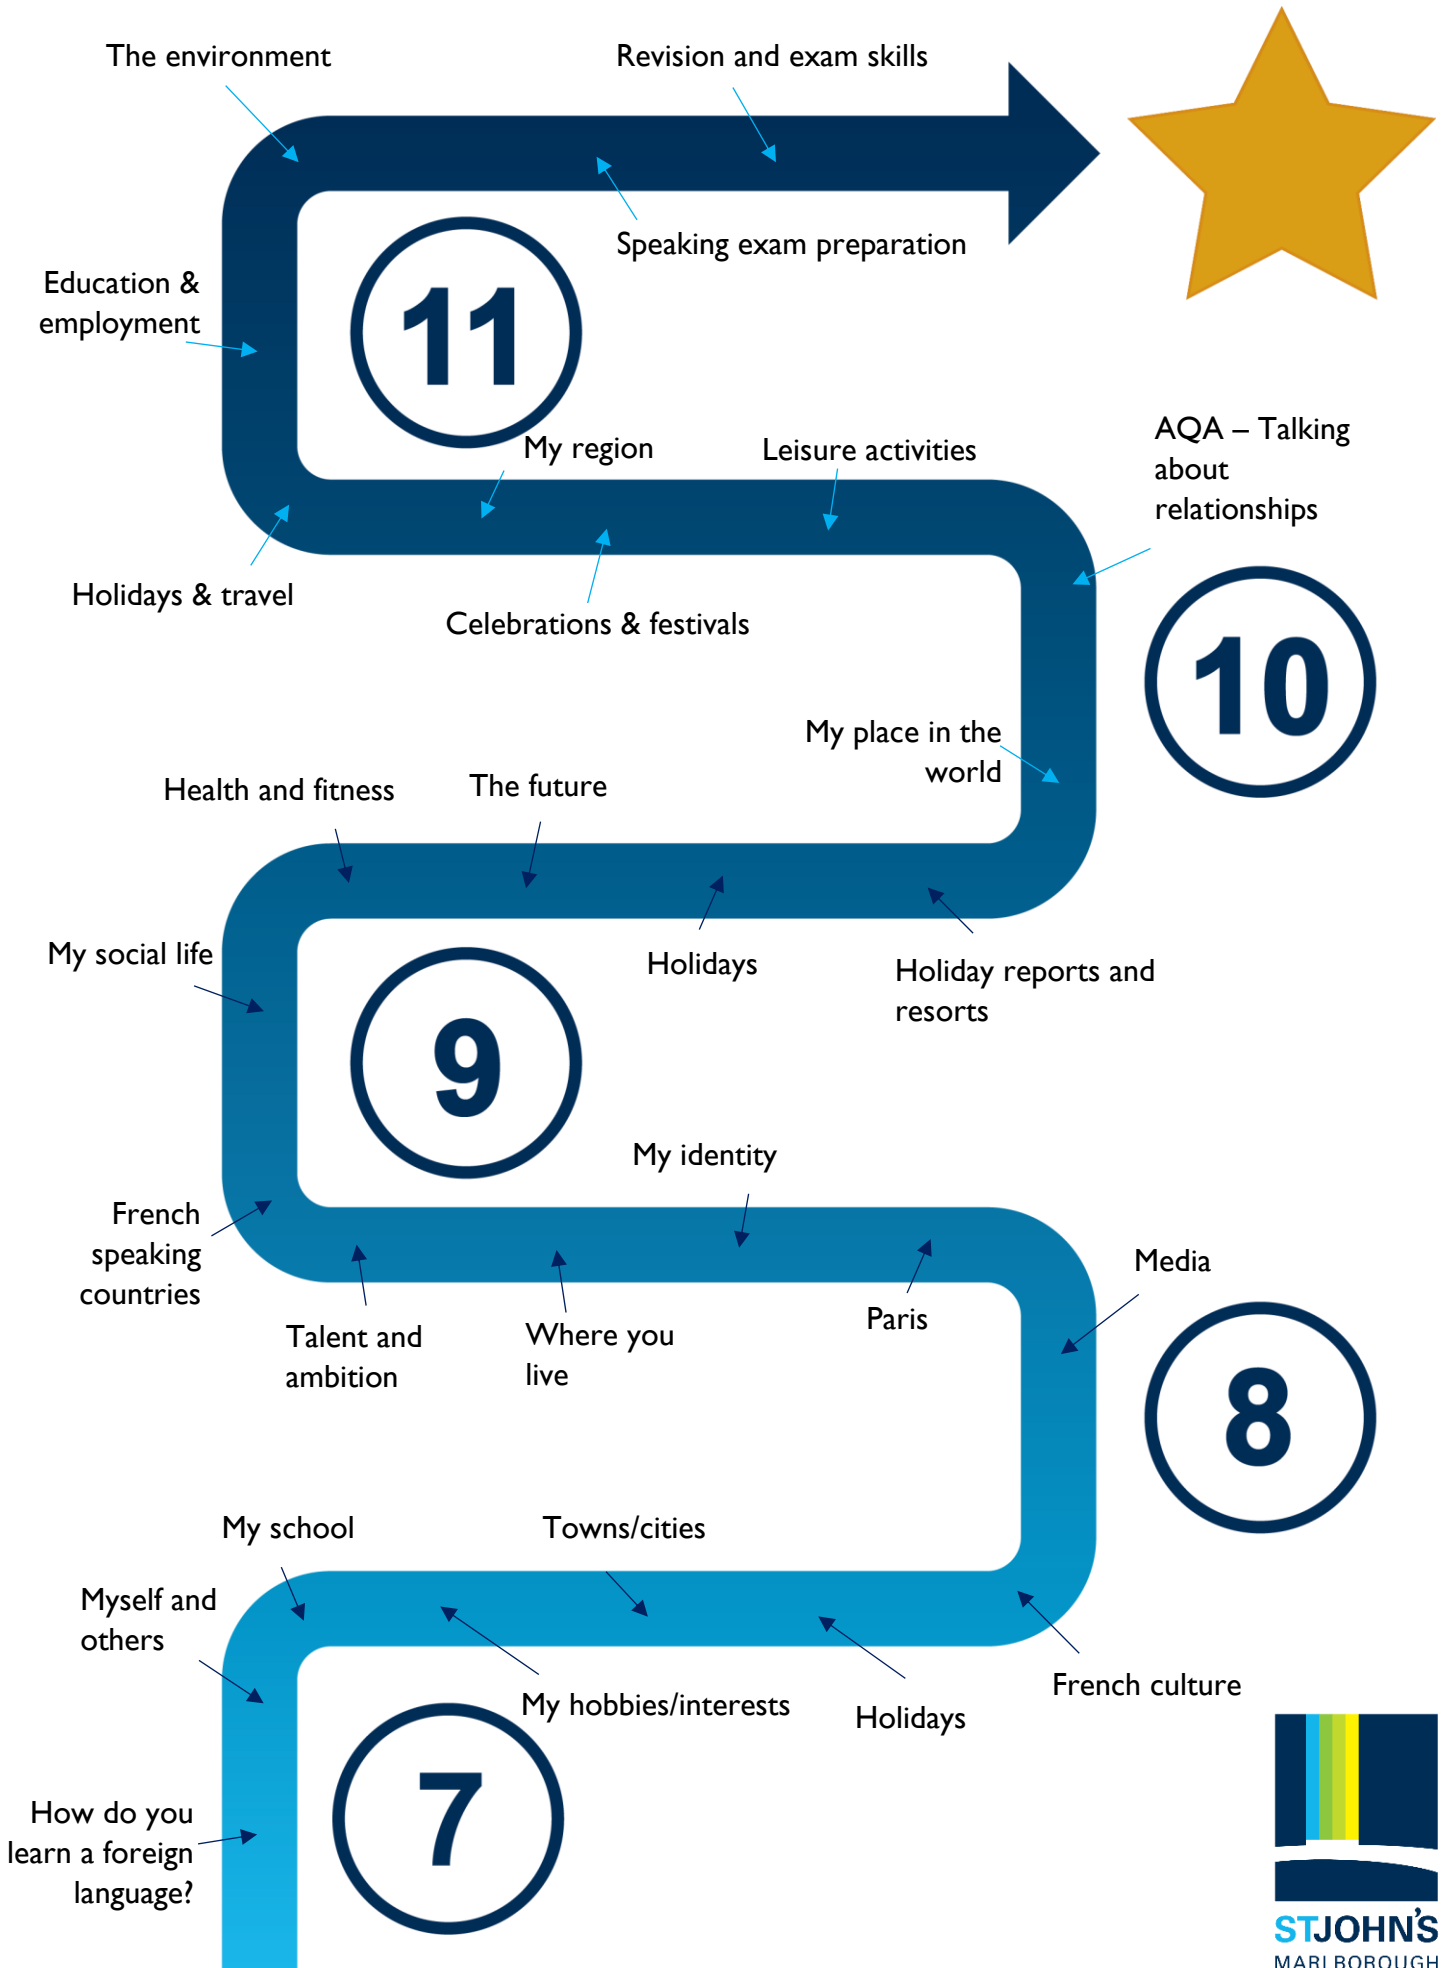 The environment
Revision and exam skills
Speaking exam preparation
Education &
employment
11
My region
Leisure activities
AQA – Talking
about
relationships
Holidays & travel
Celebrations & festivals
10
My place in the
world
Health and fitness
The future
My social life
Holidays
Holiday reports and
resorts
9
My identity
French
speaking
countries
Talent and
ambition
Where you
live
Paris
Media
8
My school
Towns/cities
Myself and
others
My hobbies/interests
Holidays
French culture
7
How do you
learn a foreign
language?
STJOHN'S
MARLBOROUGH